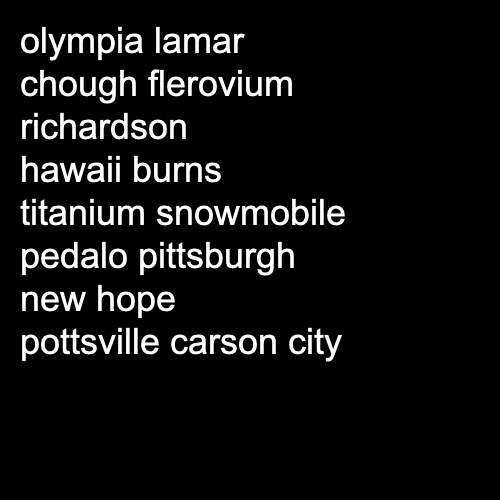 olympia lamar
chough flerovium
richardson
hawaii burns
titanium snowmobile
pedalo pittsburgh
new hope
pottsville carson city